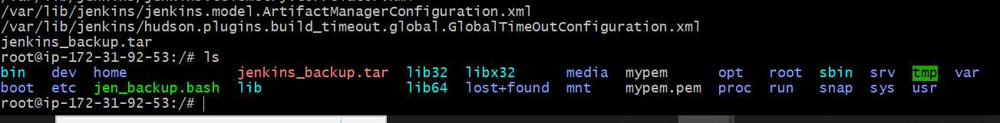 /var/lib/jenkins/jenkins.model.ArtifactManagerConfiguration.xml
/var/lib/jenkins/hudson.plugins.build_timeout.global.GlobalTimeOutConfiguration.xml
jenkins_backup.tar
root@ip-172-31-92-53:/# ls
bin dev home jenkins_backup.tar lib32 libx32 media mypem opt root sbin srv tmp var
boot etc jen_backup.bash lib lib64 lost+found mnt mypem.pem proc run snap sys usr
root@ip-172-31-92-53:/#